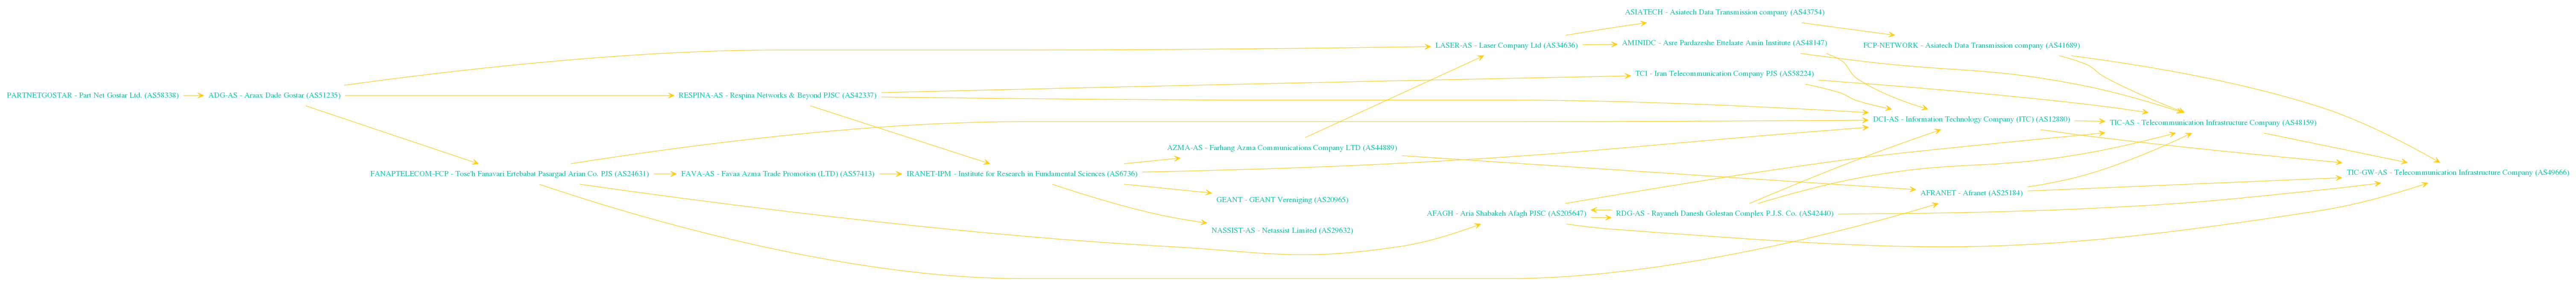 ASIATECH - Asiatech Data Transmission company (AS43754)
LASER-AS - Laser Company Ltd (AS34636)
AMINIDC - Asre Pardazeshe Ettelaate Amin Institute (AS48147)
FCP-NETWORK - Asiatech Data Transmission company (AS41689)
TCI - Iran Telecommunication Company PJS (AS58224)
PARTNETGOSTAR - Part Net Gostar Ltd. (AS58338)
ADG-AS - Araax Dade Gostar (AS51235)
RESPINA-AS - Respina Networks & Beyond PJSC (AS42337)
DCI-AS - Information Technology Company (ITC) (AS12880)
TIC-AS - Telecommunication Infrastructure Company (AS48159)
AZMA-AS - Farhang Azma Communications Company LTD (AS44889)
FANAPTELECOM-FCP - Tose'h Fanavari Ertebabat Pasargad Arian Co. PJS (AS24631)
FAVA-AS - Favaa Azma Trade Promotion (LTD) (AS57413)
IRANET-IPM - Institute for Research in Fundamental Sciences (AS6736)
TIC-GW-AS - Telecommunication Infrastructure Company (AS49666)
AFRANET - Afranet (AS25184)
GEANT - GEANT Vereniging (AS20965)
AFAGH - Aria Shabakeh Afagh PJSC (AS205647)
RDG-AS - Rayaneh Danesh Golestan Complex P.J.S. Co. (AS42440)
NASSIST-AS - Netassist Limited (AS29632)